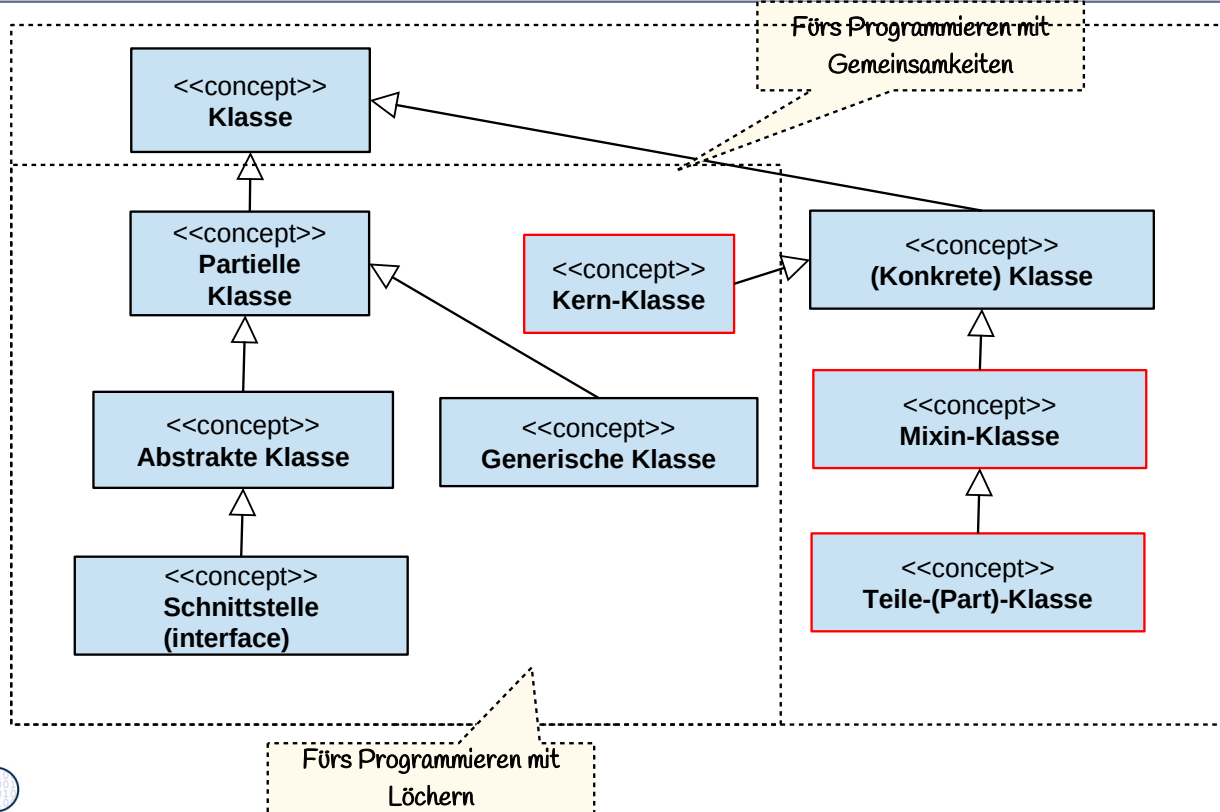 Fürs Programmieren mit
Gemeinsamkeiten
<<concept>>
Klasse
<<concept>>
Partielle
Klasse
<<concept>>
Kern-Klasse
<<concept>>
(Konkrete) Klasse
<<concept>>
Abstrakte Klasse
<<concept>>
Generische Klasse
<<concept>>
Mixin-Klasse
<<concept>>
Schnittstelle
(interface)
<<concept>>
Teile-(Part)-Klasse
Fürs Programmieren mit
Löchern